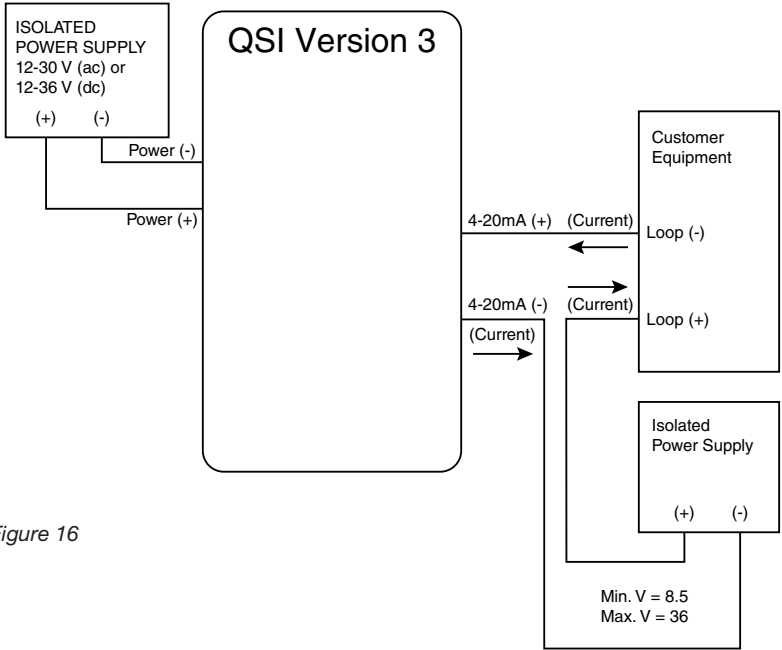 ISOLATED
POWER SUPPLY
12-30 V (ac) or
12-36 V (dc)
(+) (-)
QSI Version 3
Power (-)
Power (+)
4-20mA (+) (Current)
4-20mA (-) (Current)
(Current)
Customer
Equipment
Loop (-)
Loop (+)
Isolated
Power Supply
(+) (-)
Min. V = 8.5
Max. V = 36
igure 16